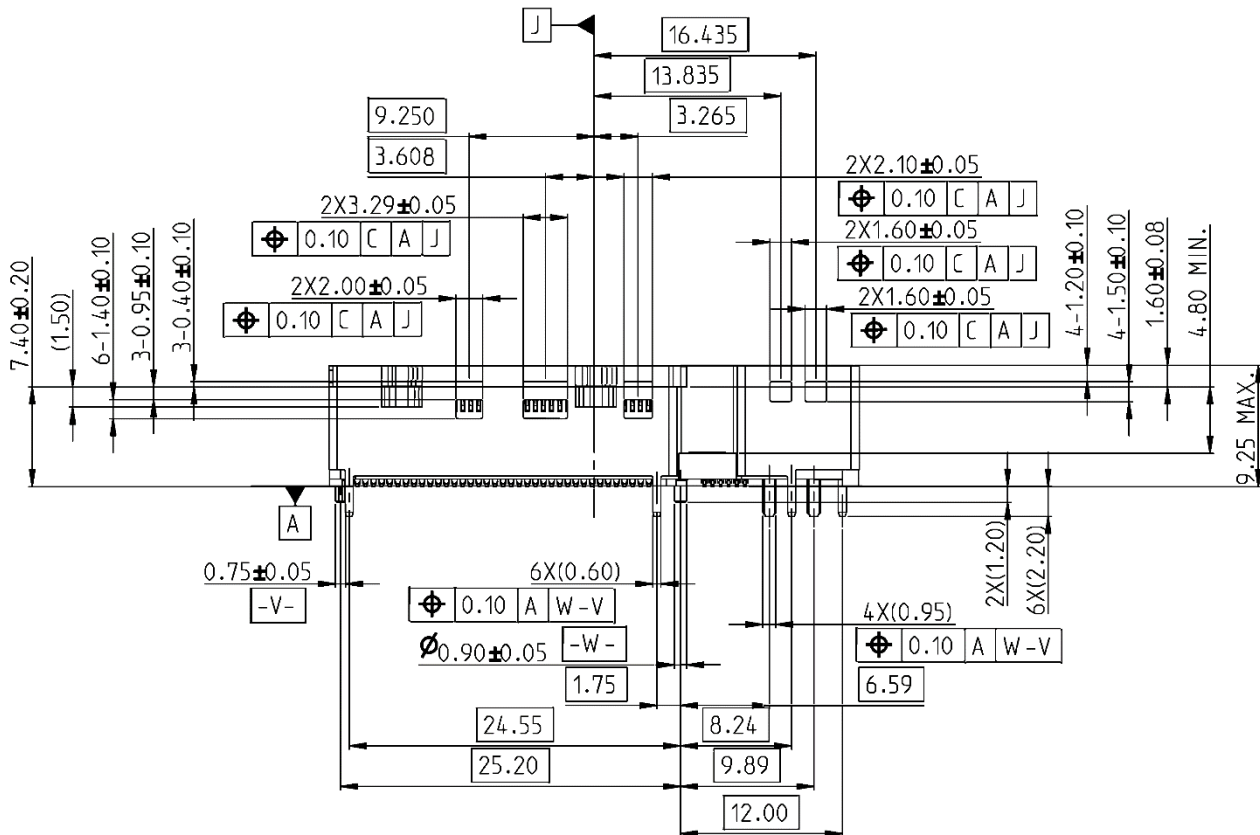 J
16.435
13.835
3.265
9.250
3.608
2X3.29±0.05
⌖ 0.10 C A J
2X2.00±0.05
⌖ 0.10 C A J
2X2.10±0.05
⌖ 0.10 C A J
2X1.60±0.05
⌖ 0.10 C A J
2X1.60±0.05
⌖ 0.10 C A J
7.40±0.20
(1.50)
6-1.40±0.10
3-0.95±0.10
3-0.40±0.10
4-1.20±0.10
4-1.50±0.10
1.60±0.08
4.80 MIN.
9.25 MAX.
A
0.75±0.05
-V-
6X(0.60)
⌖ 0.10 A W-V
Ø0.90±0.05
-W-
1.75
2X(1.20)
6X(2.20)
4X(0.95)
⌖ 0.10 A W-V
6.59
24.55
8.24
25.20
9.89
12.00